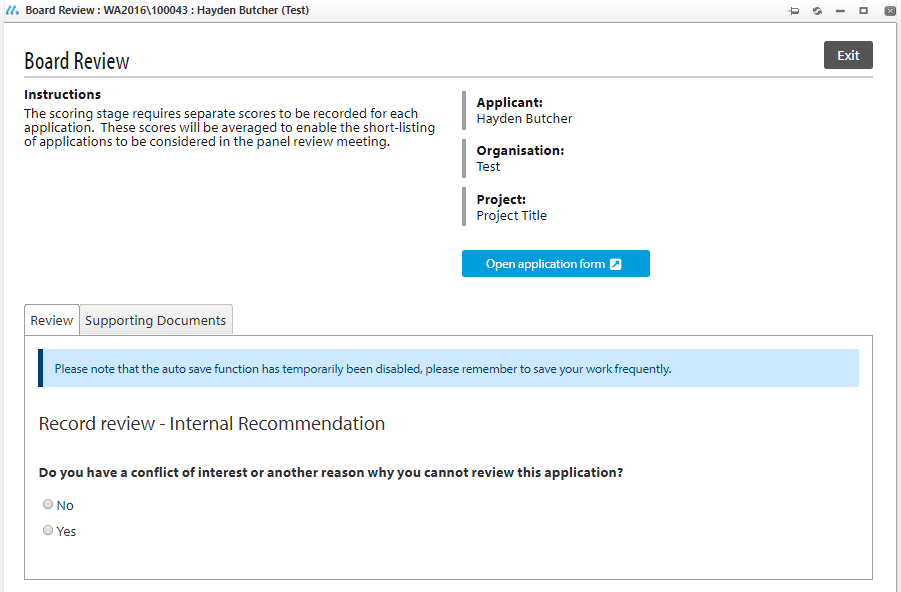 Board Review : WA2016\100043 : Hayden Butcher (Test)
Board Review
Exit
Instructions
The scoring stage requires separate scores to be recorded for each
application.  These scores will be averaged to enable the short-listing
of applications to be considered in the panel review meeting.
Applicant:
Hayden Butcher
Organisation:
Test
Project:
Project Title
Open application form
Review
Supporting Documents
Please note that the auto save function has temporarily been disabled, please remember to save your work frequently.
Record review - Internal Recommendation
Do you have a conflict of interest or another reason why you cannot review this application?
No
Yes